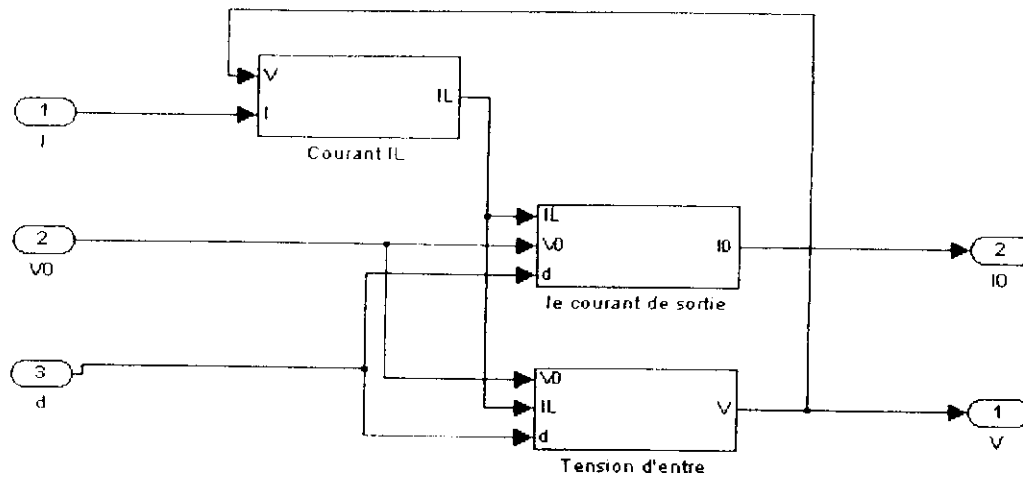 V
I
IL
1
I
Courant IL
IL
V0
d
I0
2
V0
2
I0
le courant de sortie
3
d
V0
IL
d
V
1
V
Tension d'entre